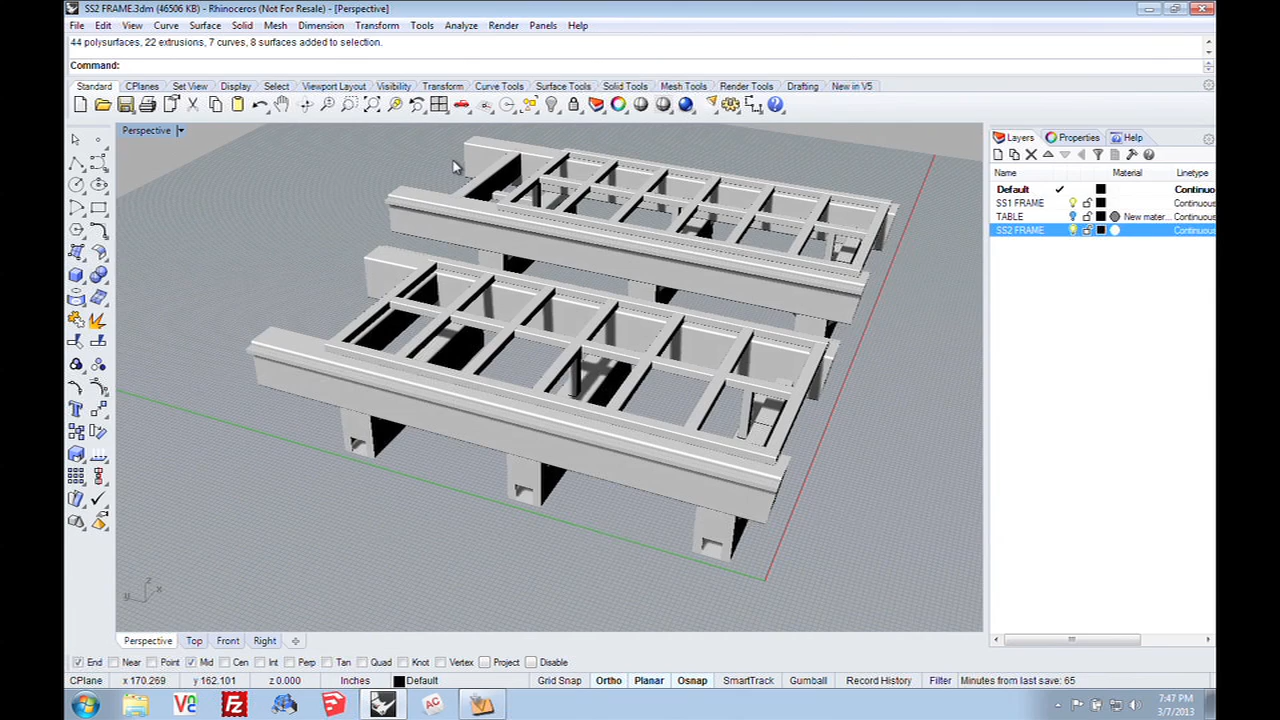 SS2 FRAME.3dm (46506 KB) - Rhinoceros (Not For Resale) - [Perspective]
File Edit View Curve Surface Solid Mesh Dimension Transform Tools Analyze Render Panels Help
44 polysurfaces, 22 extrusions, 7 curves, 8 surfaces added to selection.
Command:
Standard CPlanes Set View Display Select Viewport Layout Visibility Transform Curve Tools Surface Tools Solid Tools Mesh Tools Render Tools Drafting New in V5
Perspective
Layers Properties Help
Name Material Linetype
Default Continuo
SS1 FRAME Continuous
TABLE New mater... Continuous
SS2 FRAME Continuous
z
y x
Perspective Top Front Right
End Near Point Mid Cen Int Perp Tan Quad Knot Vertex Project Disable
CPlane x 170.269 y 162.101 z 0.000 Inches Default Grid Snap Ortho Planar Osnap SmartTrack Gumball Record History Filter Minutes from last save: 65
7:47 PM
3/7/2013